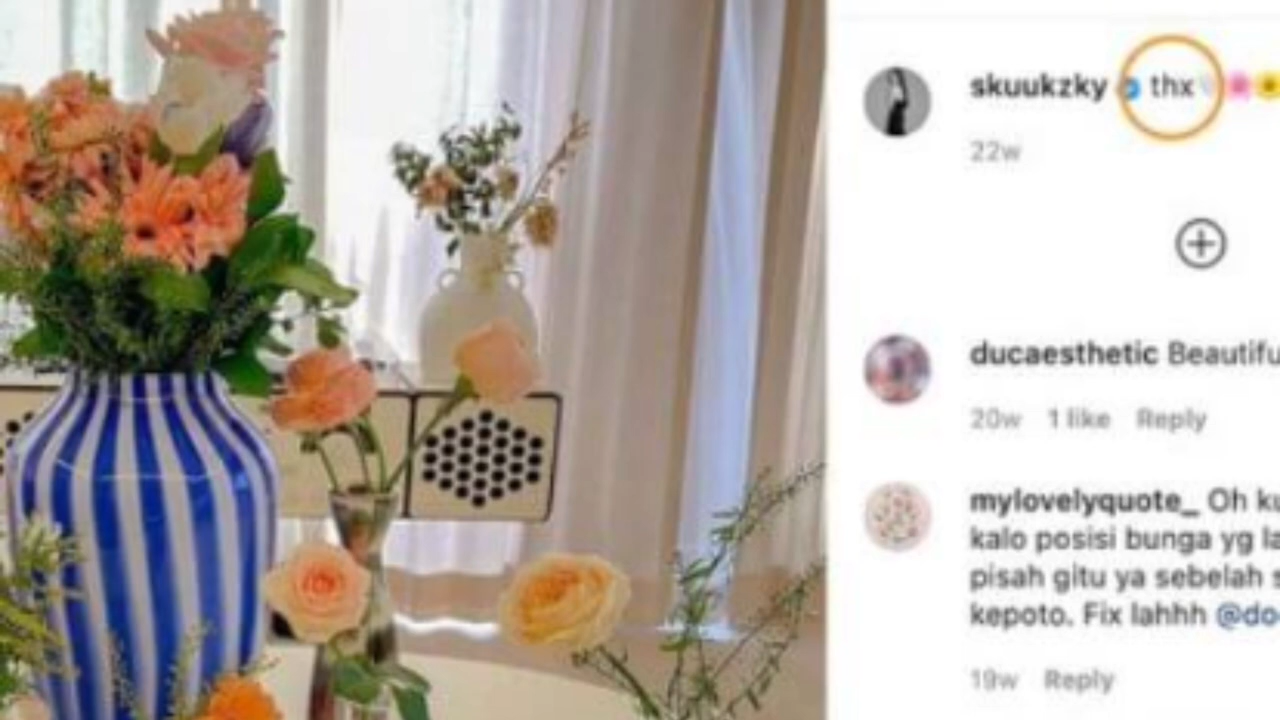 skuukzky thx
22w
ducaesthetic Beautifu
20w 1 like Reply
mylovelyquote_ Oh ku
kalo posisi bunga yg la
pisah gitu ya sebelah s
kepoto. Fix lahhh @do
19w Reply